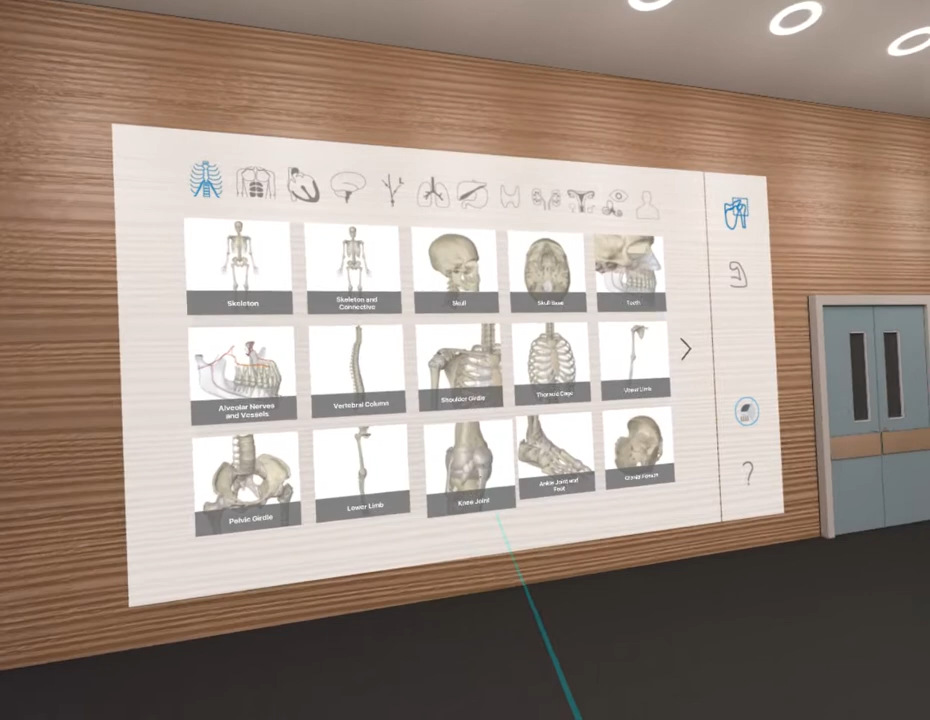 Skeleton
Skeleton and
Connective
Skull
Skull Base
Teeth
Alveolar Nerves
and Vessels
Vertebral Column
Shoulder Girdle
Thoracic Cage
Upper Limb
Pelvic Girdle
Lower Limb
Knee Joint
Ankle Joint and
Foot
?